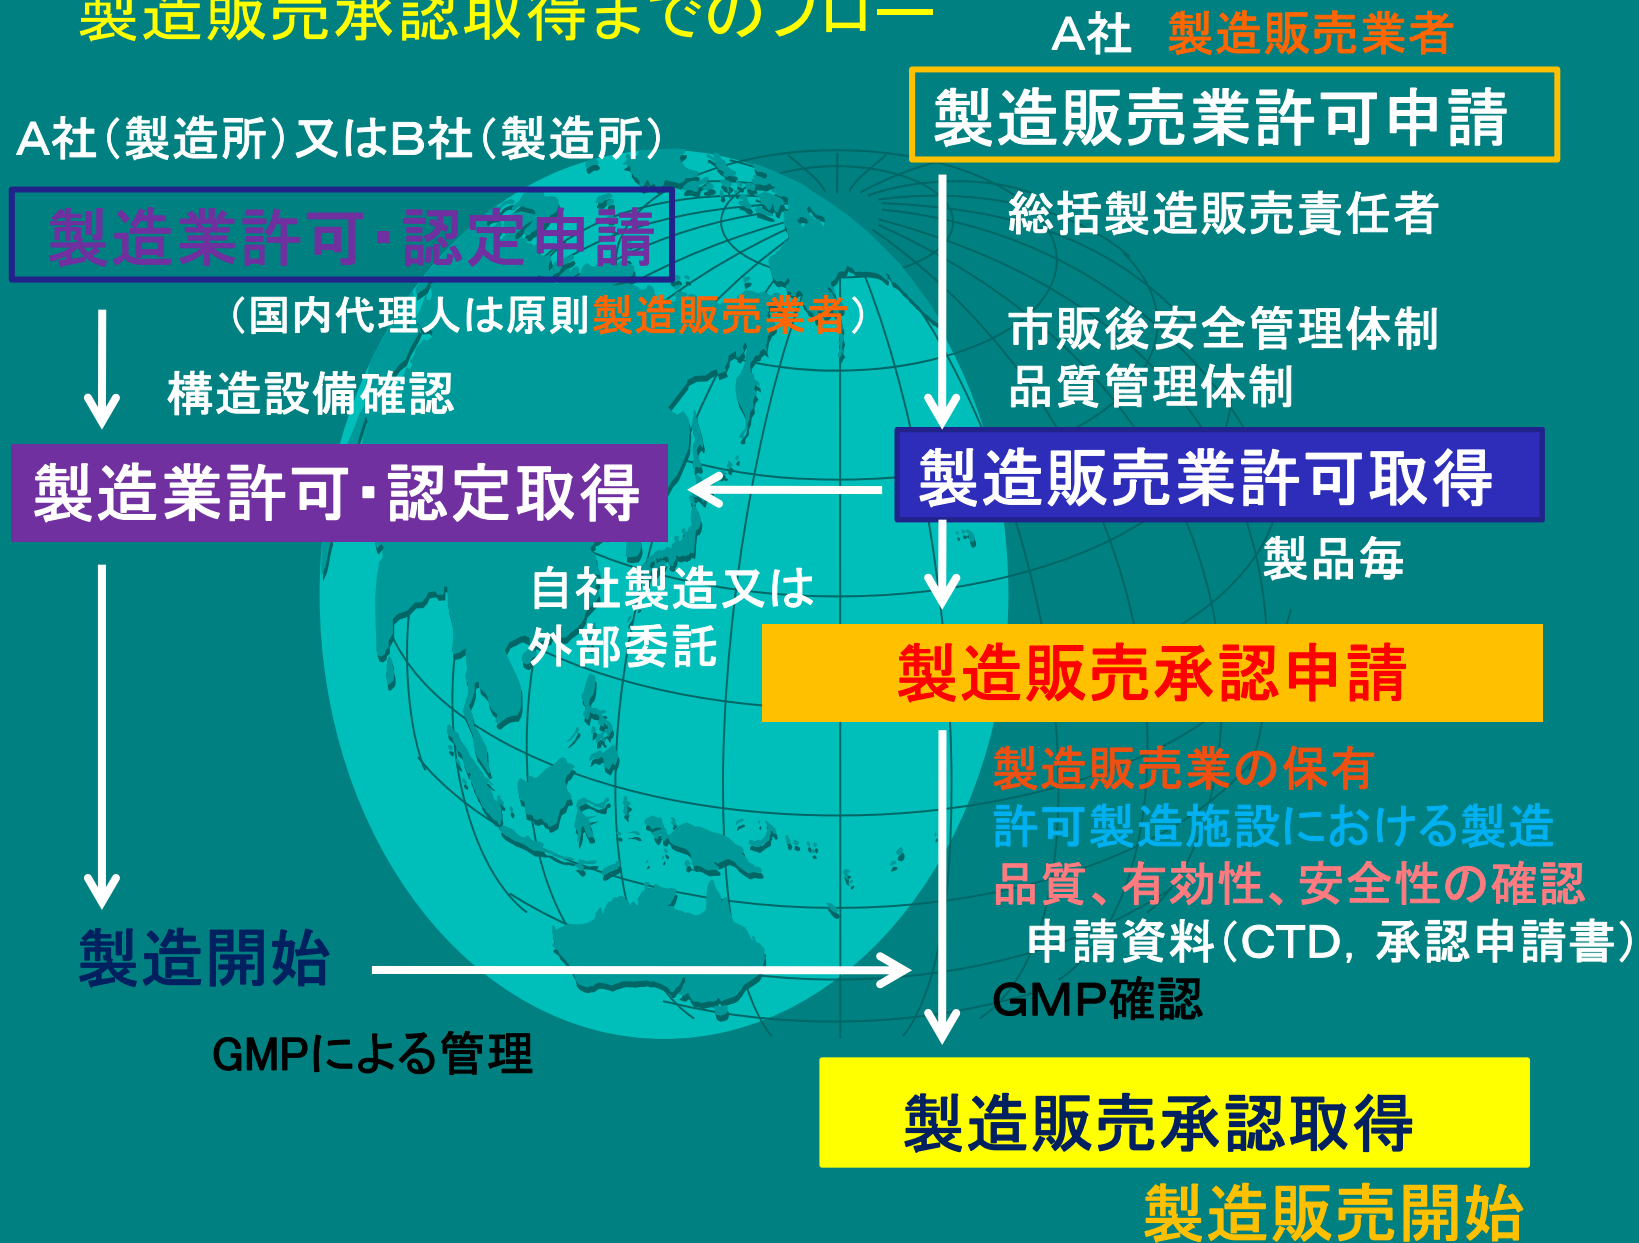 製造販売承認取得までのフロー
A社 製造販売業者
製造販売業許可申請
A社(製造所)又はB社(製造所)
製造業許可・認定申請
総括製造販売責任者
(国内代理人は原則製造販売業者)
市販後安全管理体制
品質管理体制
構造設備確認
製造業許可・認定取得
製造販売業許可取得
製品毎
自社製造又は
外部委託
製造販売承認申請
製造販売業の保有
許可製造施設における製造
品質、有効性、安全性の確認
申請資料(CTD, 承認申請書)
製造開始
GMP確認
GMPによる管理
製造販売承認取得
製造販売開始